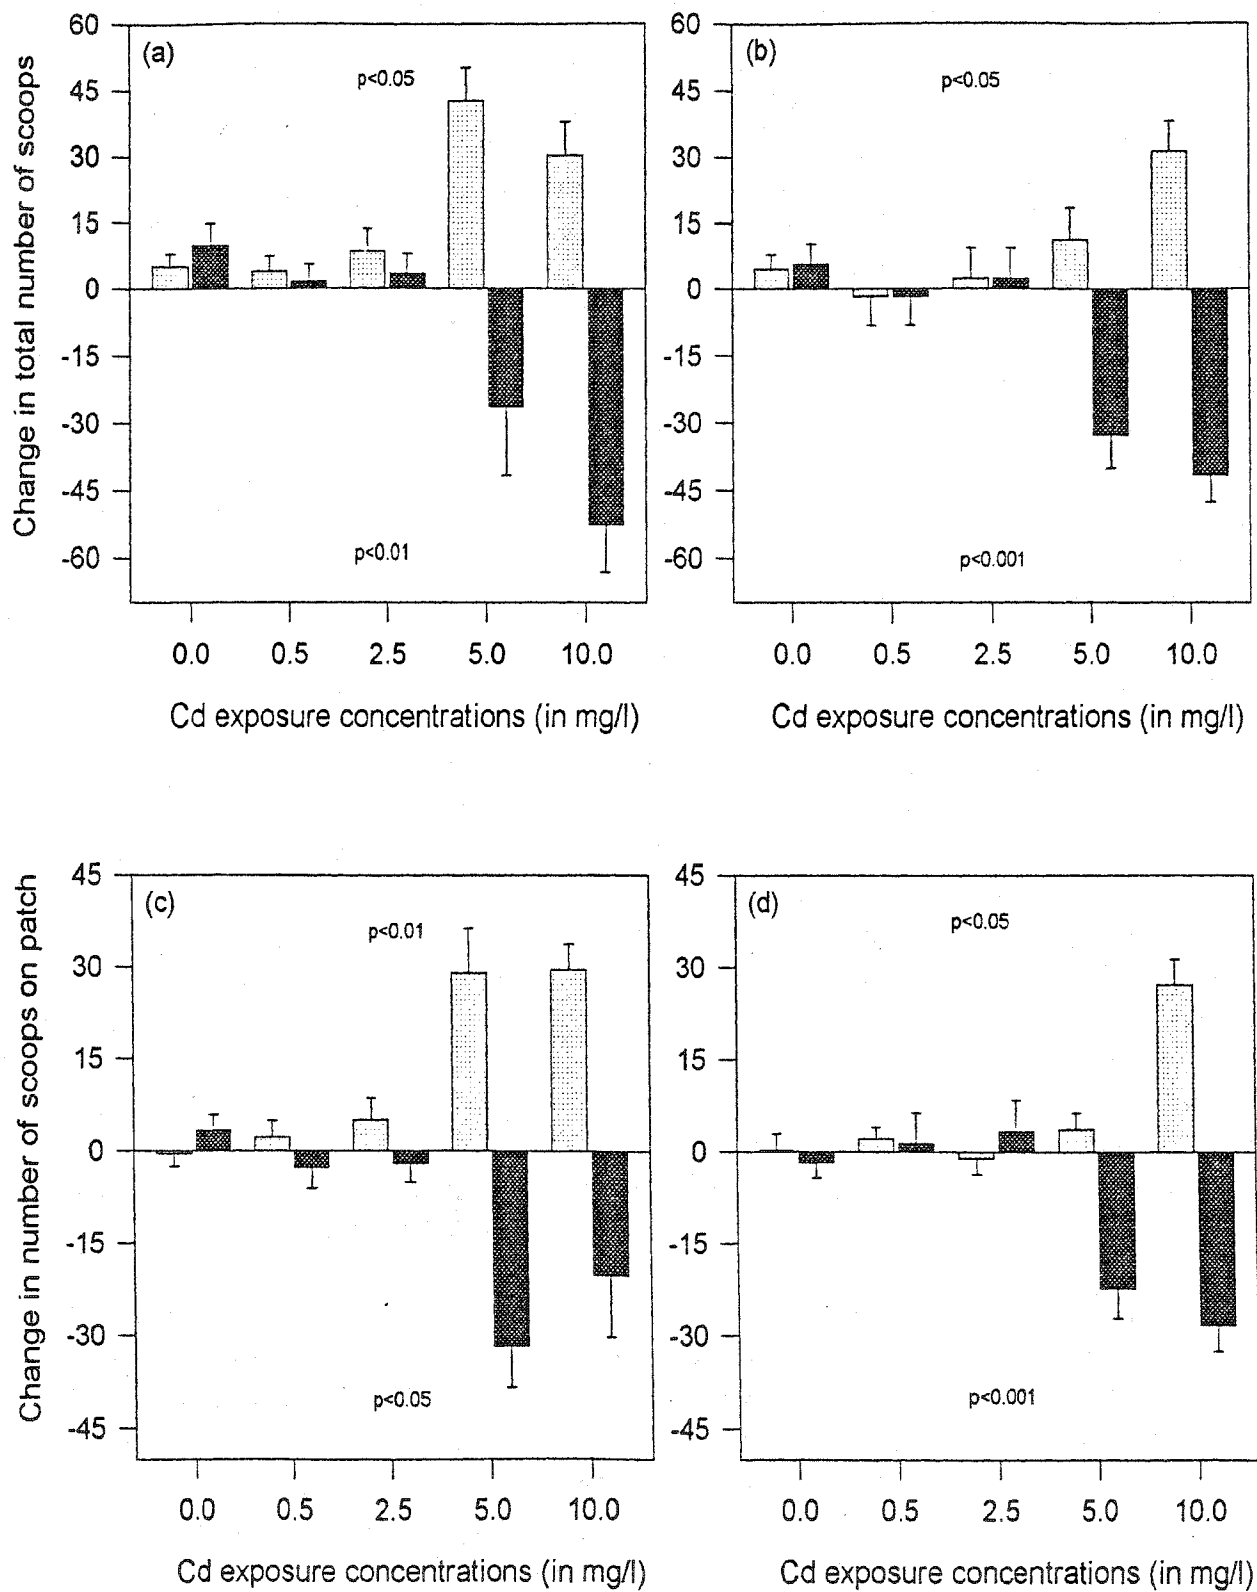 (a)
p<0.05
60
45
30
15
0
-15
-30
-45
-60
p<0.01
0.0 0.5 2.5 5.0 10.0
Cd exposure concentrations (in mg/l)
Change in total number of scoops
(b)
p<0.05
60
45
30
15
0
-15
-30
-45
-60
p<0.001
0.0 0.5 2.5 5.0 10.0
Cd exposure concentrations (in mg/l)
(c)
p<0.01
45
30
15
0
-15
-30
-45
p<0.05
0.0 0.5 2.5 5.0 10.0
Cd exposure concentrations (in mg/l)
Change in number of scoops on patch
(d)
p<0.05
45
30
15
0
-15
-30
-45
p<0.001
0.0 0.5 2.5 5.0 10.0
Cd exposure concentrations (in mg/l)